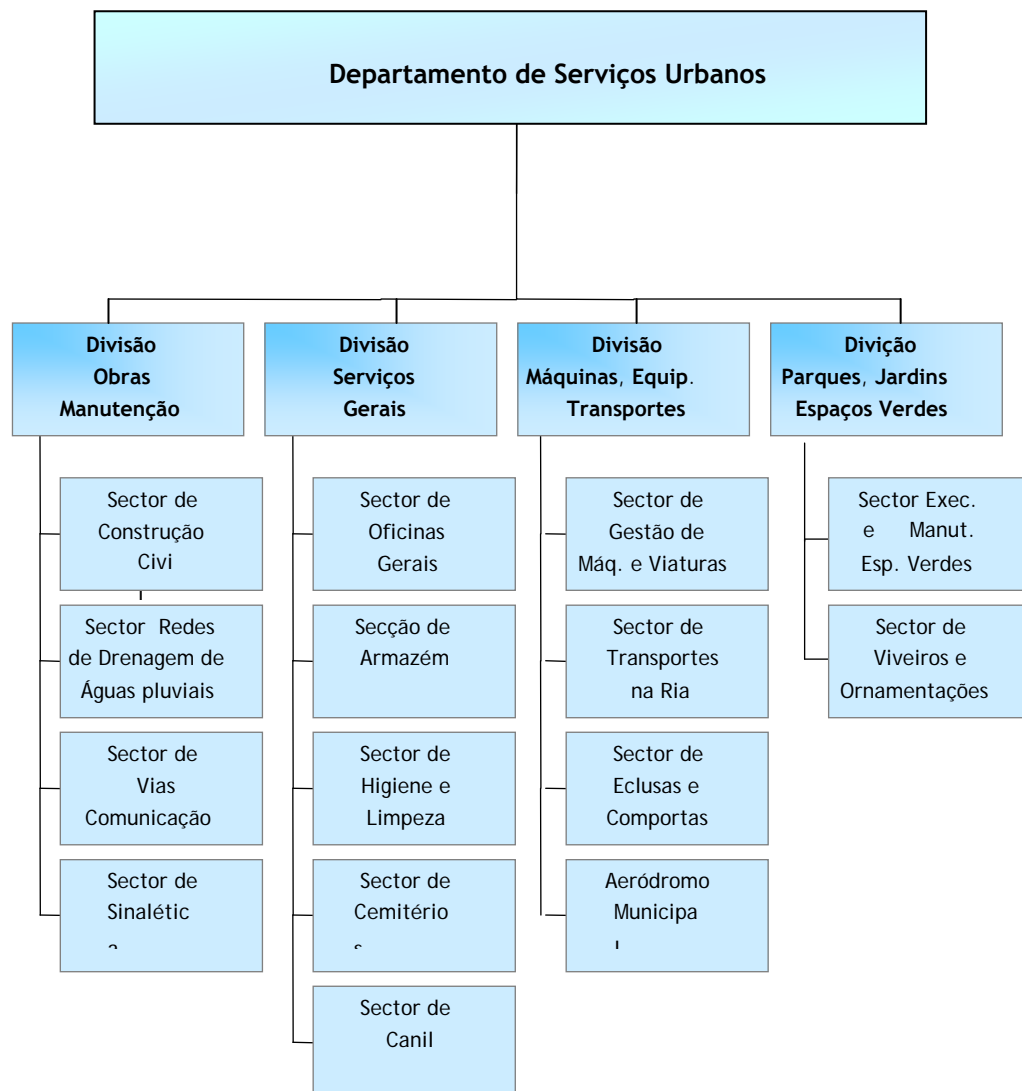 Departamento de Serviços Urbanos
Divisão
Obras
Manutenção
Sector de
Construção
Civi
Sector Redes
de Drenagem de
Águas pluviais
Sector de
Vias
Comunicação
Sector de
Sinalétic
a
Divisão
Serviços
Gerais
Sector de
Oficinas
Gerais
Secção de
Armazém
Sector de
Higiene e
Limpeza
Sector de
Cemitério
s
Sector de
Canil
Divisão
Máquinas, Equip.
Transportes
Sector de
Gestão de
Máq. e Viaturas
Sector de
Transportes
na Ria
Sector de
Eclusas e
Comportas
Aeródromo
Municipa
l
Divição
Parques, Jardins
Espaços Verdes
Sector Exec.
e Manut.
Esp. Verdes
Sector de
Viveiros e
Ornamentações